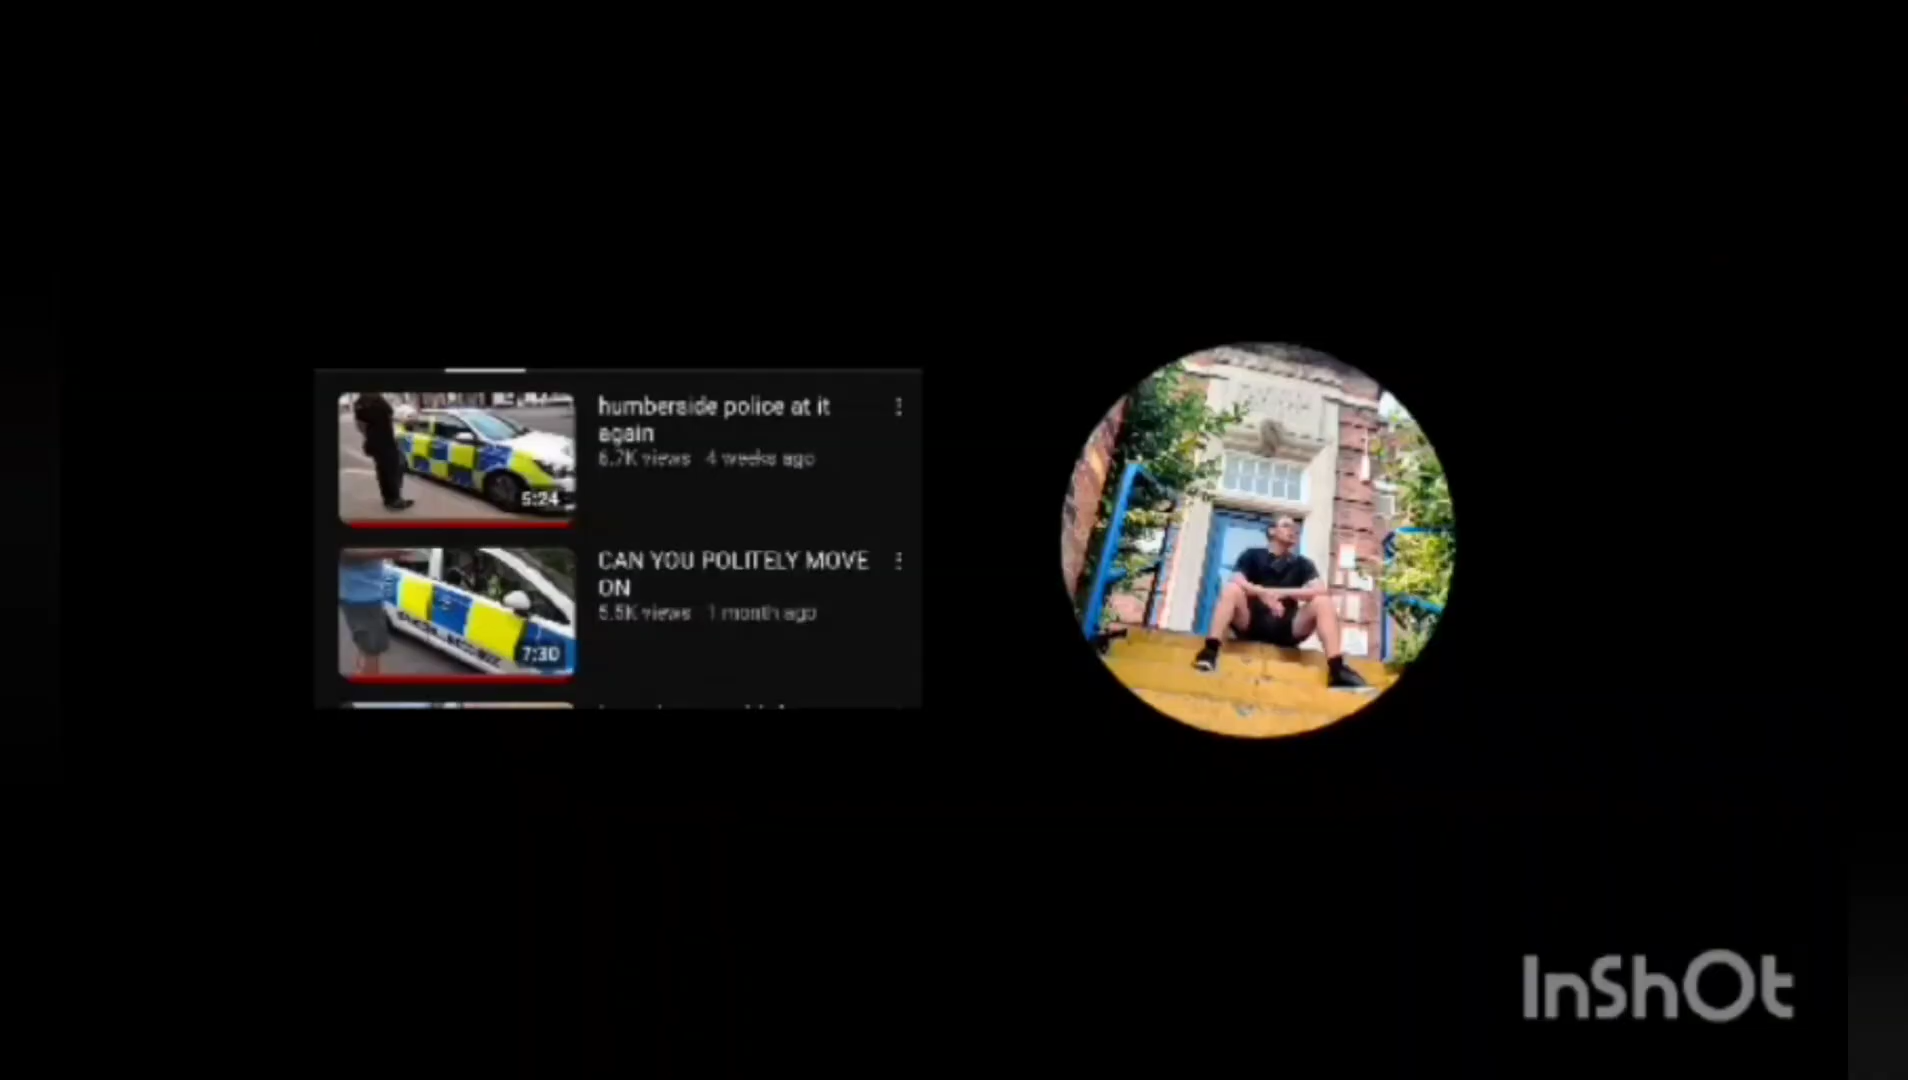 humberside police at it
again
6.7K views 4 weeks ago
5:24
CAN YOU POLITELY MOVE
ON
5.5K views 1 month ago
7:30
InShOt